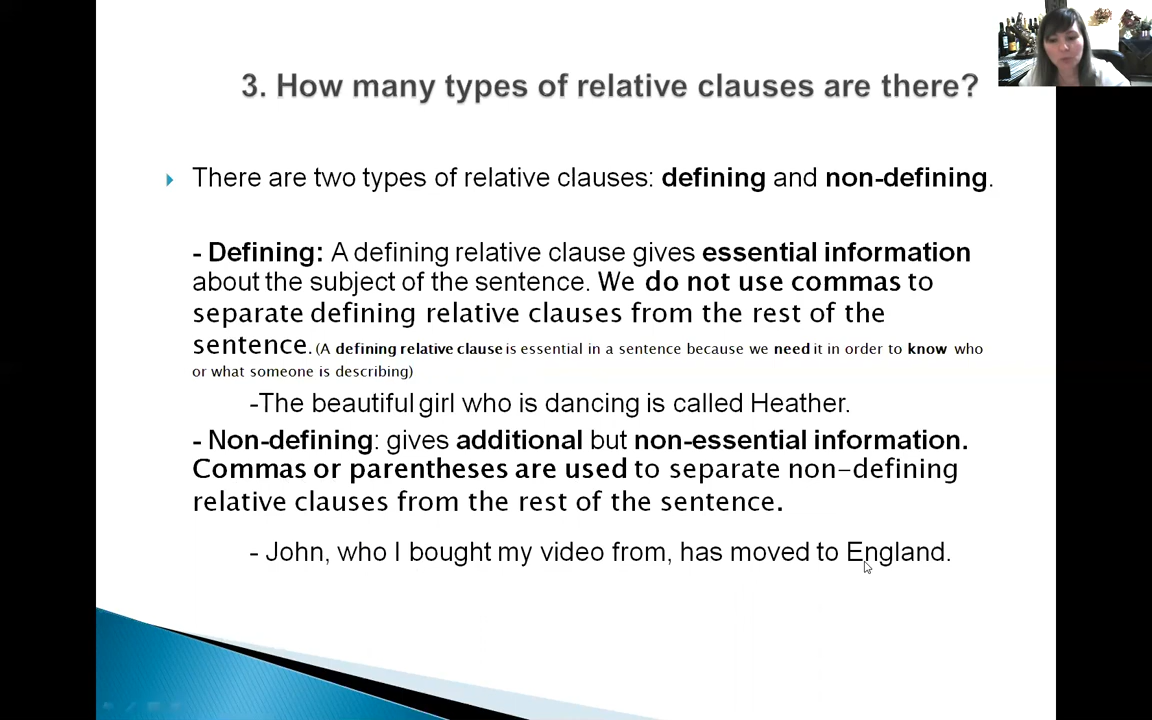 3. How many types of relative clauses are there?
There are two types of relative clauses: defining and non-defining.
- Defining: A defining relative clause gives essential information
about the subject of the sentence. We do not use commas to
separate defining relative clauses from the rest of the
sentence. (A defining relative clause is essential in a sentence because we need it in order to know who
or what someone is describing)
-The beautiful girl who is dancing is called Heather.
- Non-defining: gives additional but non-essential information.
Commas or parentheses are used to separate non-defining
relative clauses from the rest of the sentence.
- John, who I bought my video from, has moved to England.